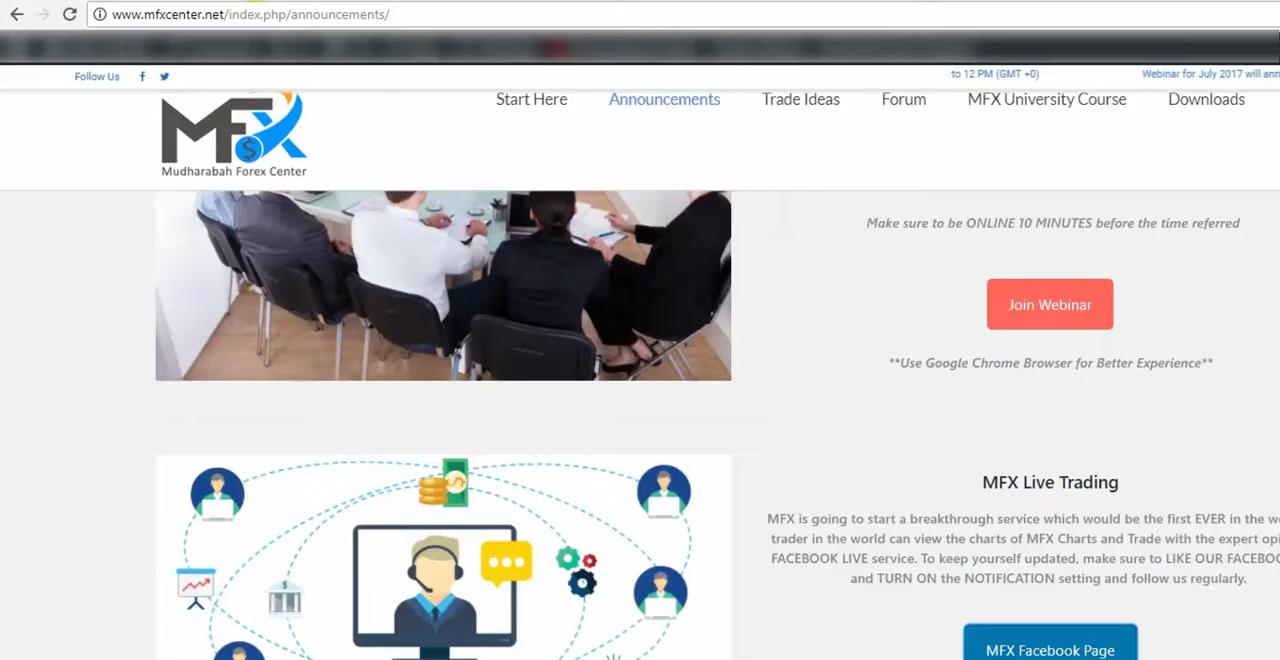 www.mfxcenter.net/index.php/announcements/
Follow Us
to 12 PM (GMT +0)
Webinar for July 2017 will ann
MFX
Mudharabah Forex Center
Start Here
Announcements
Trade Ideas
Forum
MFX University Course
Downloads
Make sure to be ONLINE 10 MINUTES before the time referred
Join Webinar
**Use Google Chrome Browser for Better Experience**
MFX Live Trading
MFX is going to start a breakthrough service which would be the first EVER in the w
trader in the world can view the charts of MFX Charts and Trade with the expert opi
FACEBOOK LIVE service. To keep yourself updated, make sure to LIKE OUR FACEBO
and TURN ON the NOTIFICATION setting and follow us regularly.
MFX Facebook Page